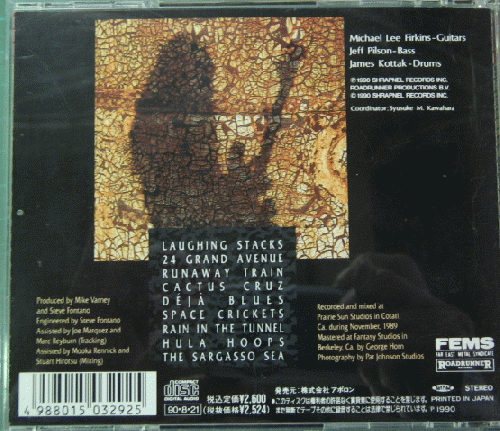 Michael Lee Firkins-Guitars
Jeff Pilson-Bass
James Kottak-Drums
℗ 1990 SHRAPNEL RECORDS INC.
ROADRUNNER PRODUCTIONS B.V.
© 1990 SHRAPNEL RECORDS INC.
Coordinator; Syusuke M. Kawahara
LAUGHING STACKS
24 GRAND AVENUE
RUNAWAY TRAIN
CACTUS CRUZ
DÉJÀ BLUES
SPACE CRICKETS
RAIN IN THE TUNNEL
HULA HOOPS
THE SARGASSO SEA
Produced by Mike Varney
and Steve Fontano
Engineered by Steve Fontano
Assisted by Joe Marquez and
Marc Reyburn (Tracking)
Assisted by Mooka Rennick and
Stuart Hirotsu (Mixing)
Recorded and mixed at
Prairie Sun Studios in Cotati
Ca. during November, 1989
Mastered at Fantasy Studios in
Berkeley, Ca. by George Horn
Photography by Pat Johnson Studios
FEMS
FAR EAST METAL SYNDICATE
ROADRUNNER
4 988015 032925
COMPACT
disc
DIGITAL AUDIO
90・8・21
税込定価¥2,600
(税抜価格¥2,524)
発売元:株式会社アポロン
STEREO
PRINTED IN JAPAN
℗1990